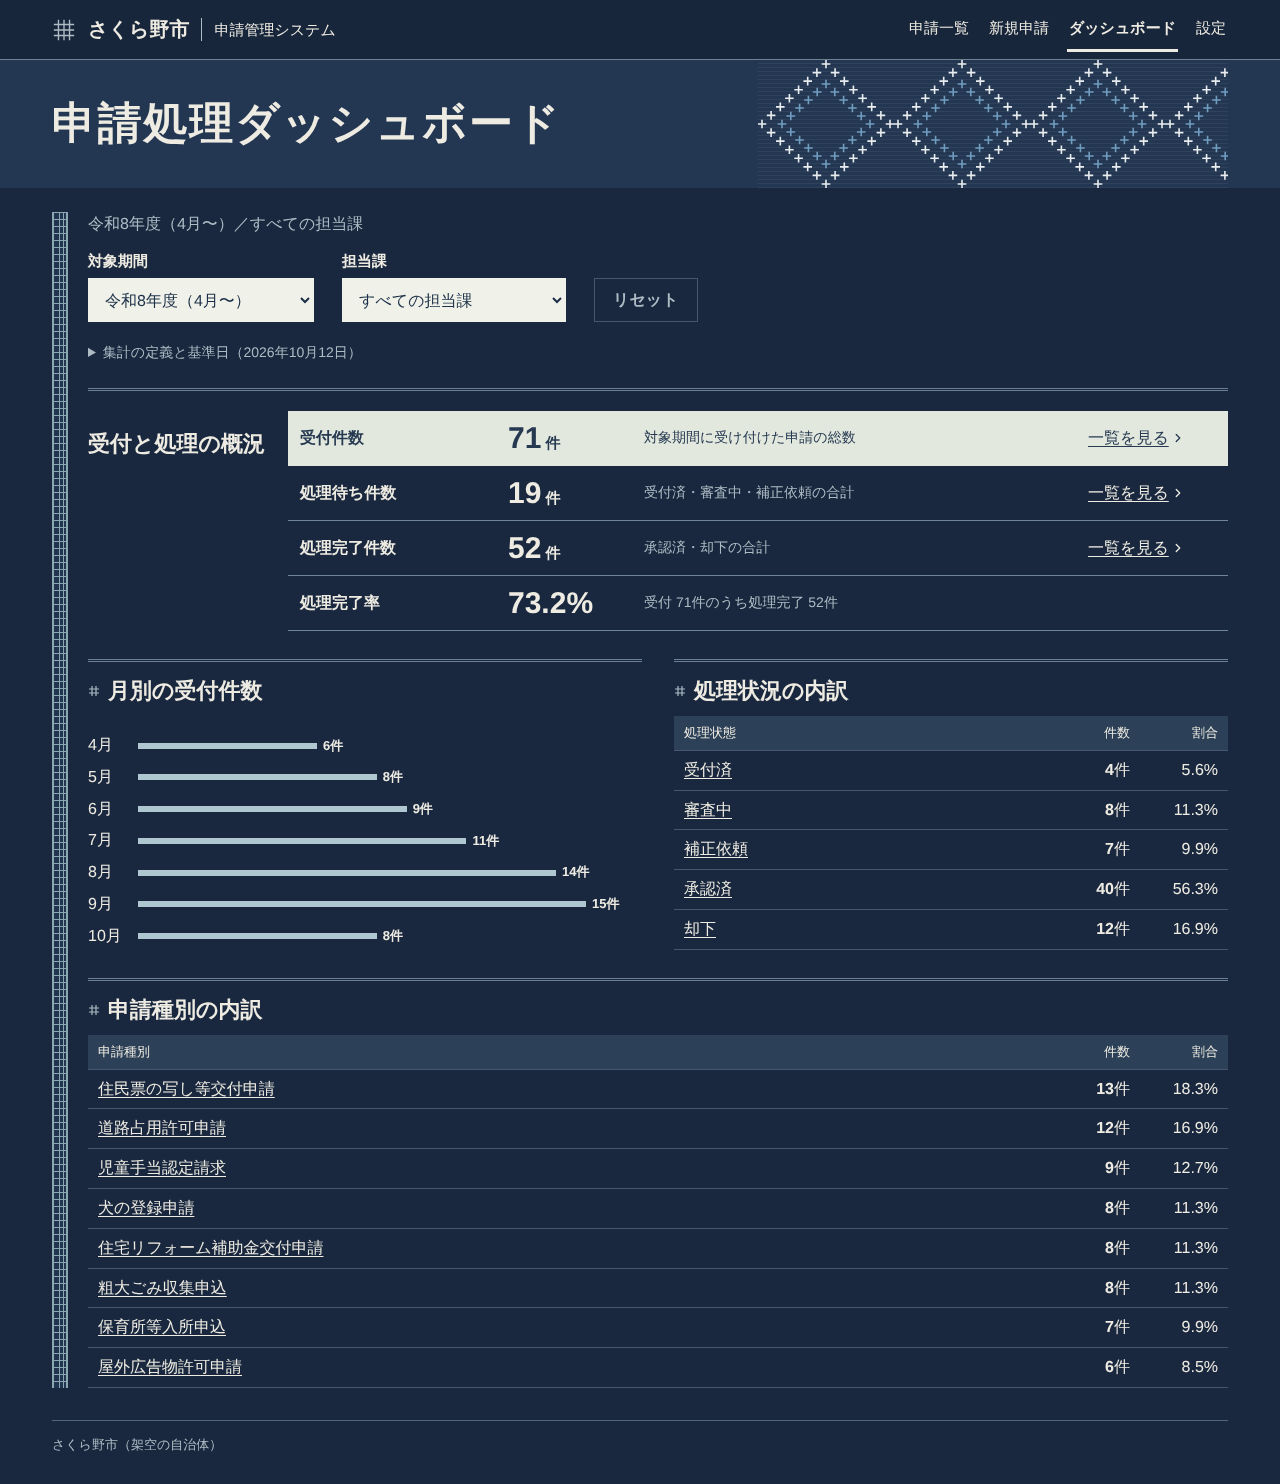 さくら野市 申請管理システム 申請一覧 新規申請 ダッシュボード 設定
申請処理ダッシュボード
令和8年度（4月〜）／すべての担当課
対象期間 担当課
令和8年度（4月〜） すべての担当課 リセット
集計の定義と基準日（2026年10月12日）
受付と処理の概況
受付件数 71 件 対象期間に受け付けた申請の総数 一覧を見る
処理待ち件数 19 件 受付済・審査中・補正依頼の合計 一覧を見る
処理完了件数 52 件 承認済・却下の合計 一覧を見る
処理完了率 73.2% 受付 71件のうち処理完了 52件
月別の受付件数
4月 6件
5月 8件
6月 9件
7月 11件
8月 14件
9月 15件
10月 8件
処理状況の内訳
処理状態 件数 割合
受付済 4件 5.6%
審査中 8件 11.3%
補正依頼 7件 9.9%
承認済 40件 56.3%
却下 12件 16.9%
申請種別の内訳
申請種別 件数 割合
住民票の写し等交付申請 13件 18.3%
道路占用許可申請 12件 16.9%
児童手当認定請求 9件 12.7%
犬の登録申請 8件 11.3%
住宅リフォーム補助金交付申請 8件 11.3%
粗大ごみ収集申込 8件 11.3%
保育所等入所申込 7件 9.9%
屋外広告物許可申請 6件 8.5%
さくら野市（架空の自治体）